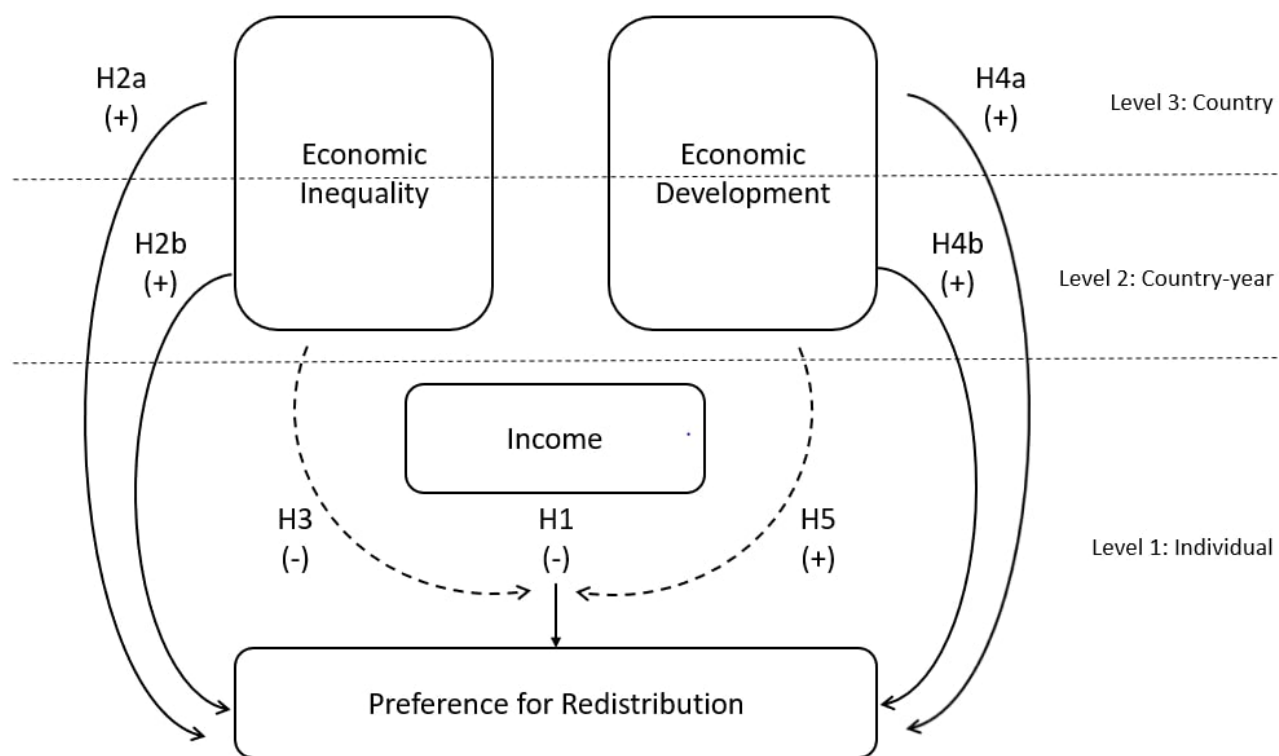 H2a
(+)
H4a
(+)
Level 3: Country
Economic
Inequality
Economic
Development
H2b
(+)
H4b
(+)
Level 2: Country-year
Income
H3
(-)
H1
(-)
H5
(+)
Level 1: Individual
Preference for Redistribution